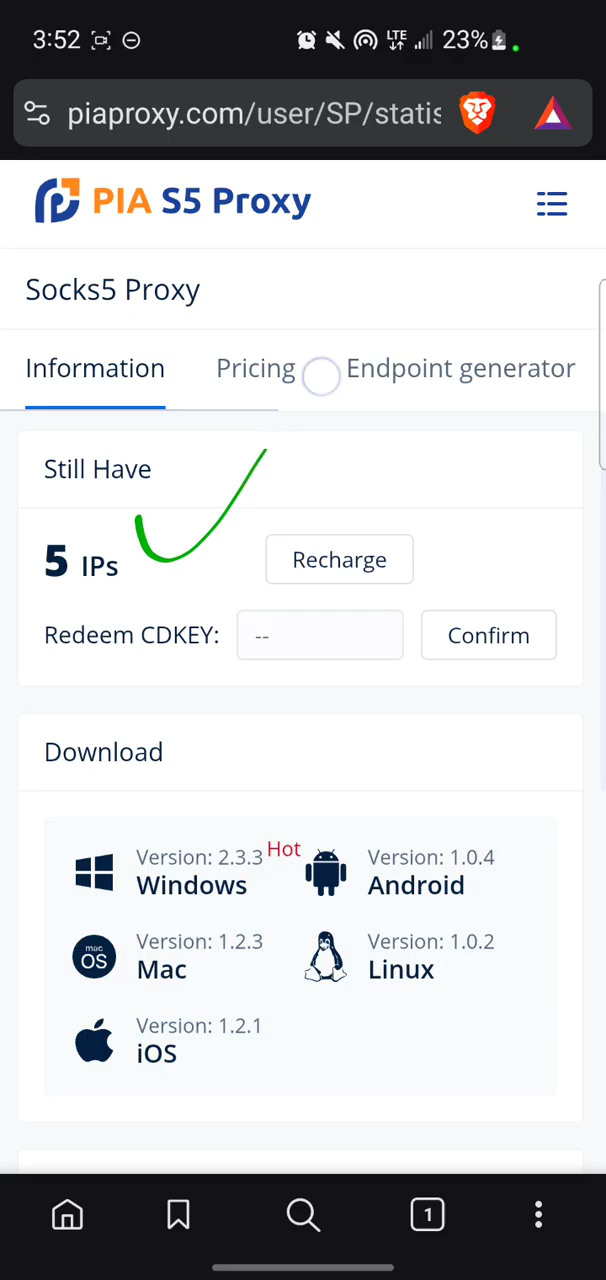 3:52 LTE 23%
piaproxy.com/user/SP/statis
PIA S5 Proxy
Socks5 Proxy
Information Pricing Endpoint generator
Still Have
5 IPs Recharge
Redeem CDKEY: -- Confirm
Download
Version: 2.3.3 Hot Version: 1.0.4
Windows Android
Version: 1.2.3 Version: 1.0.2
mac OS Mac Linux
Version: 1.2.1
iOS
1